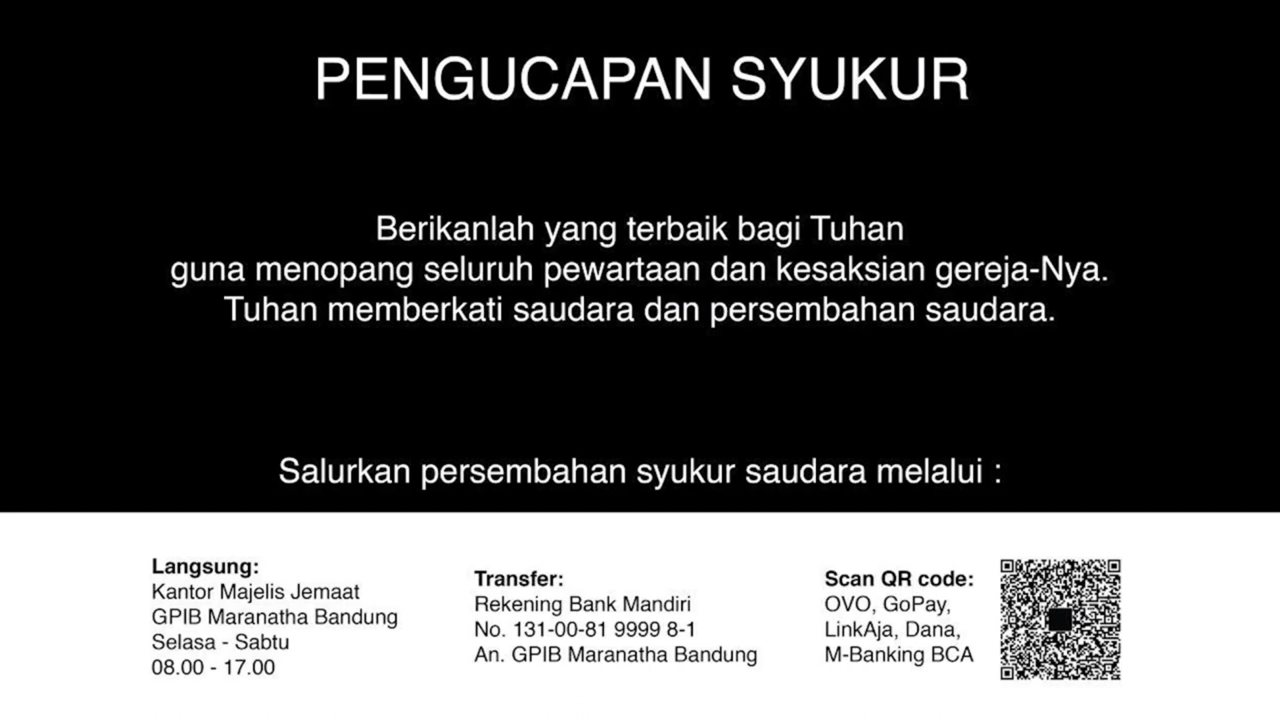 PENGUCAPAN SYUKUR
Berikanlah yang terbaik bagi Tuhan
guna menopang seluruh pewartaan dan kesaksian gereja-Nya.
Tuhan memberkati saudara dan persembahan saudara.
Salurkan persembahan syukur saudara melalui :
Langsung:
Kantor Majelis Jemaat
GPIB Maranatha Bandung
Selasa - Sabtu
08.00 - 17.00
Transfer:
Rekening Bank Mandiri
No. 131-00-81 9999 8-1
An. GPIB Maranatha Bandung
Scan QR code:
OVO, GoPay,
LinkAja, Dana,
M-Banking BCA